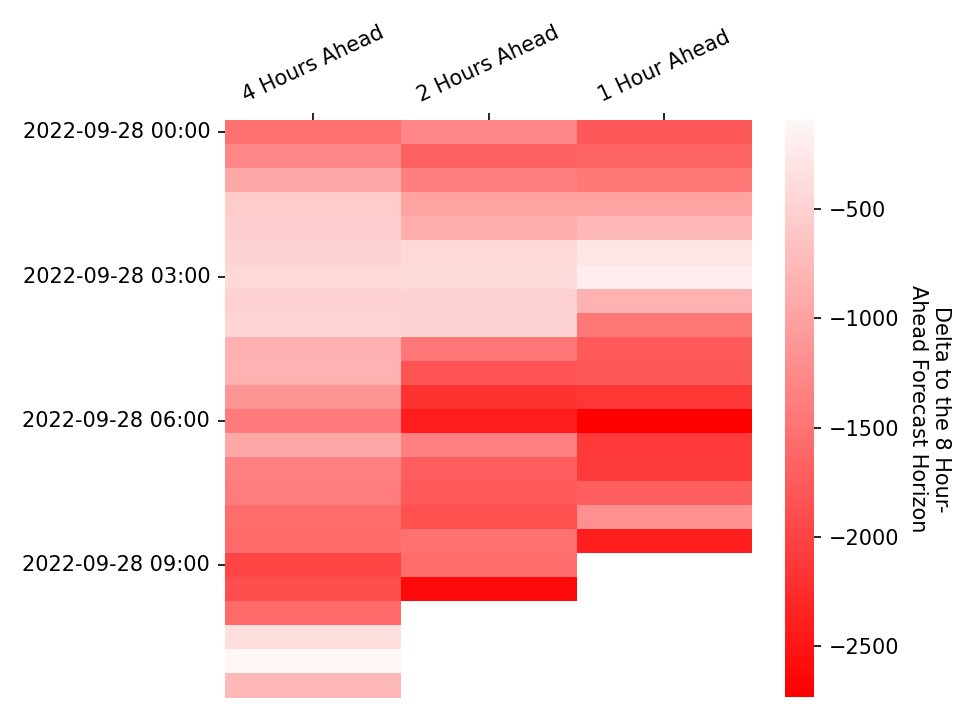 4 Hours Ahead
2 Hours Ahead
1 Hour Ahead
2022-09-28 00:00
2022-09-28 03:00
2022-09-28 06:00
2022-09-28 09:00
−500
−1000
−1500
−2000
−2500
Delta to the 8 Hour-
Ahead Forecast Horizon